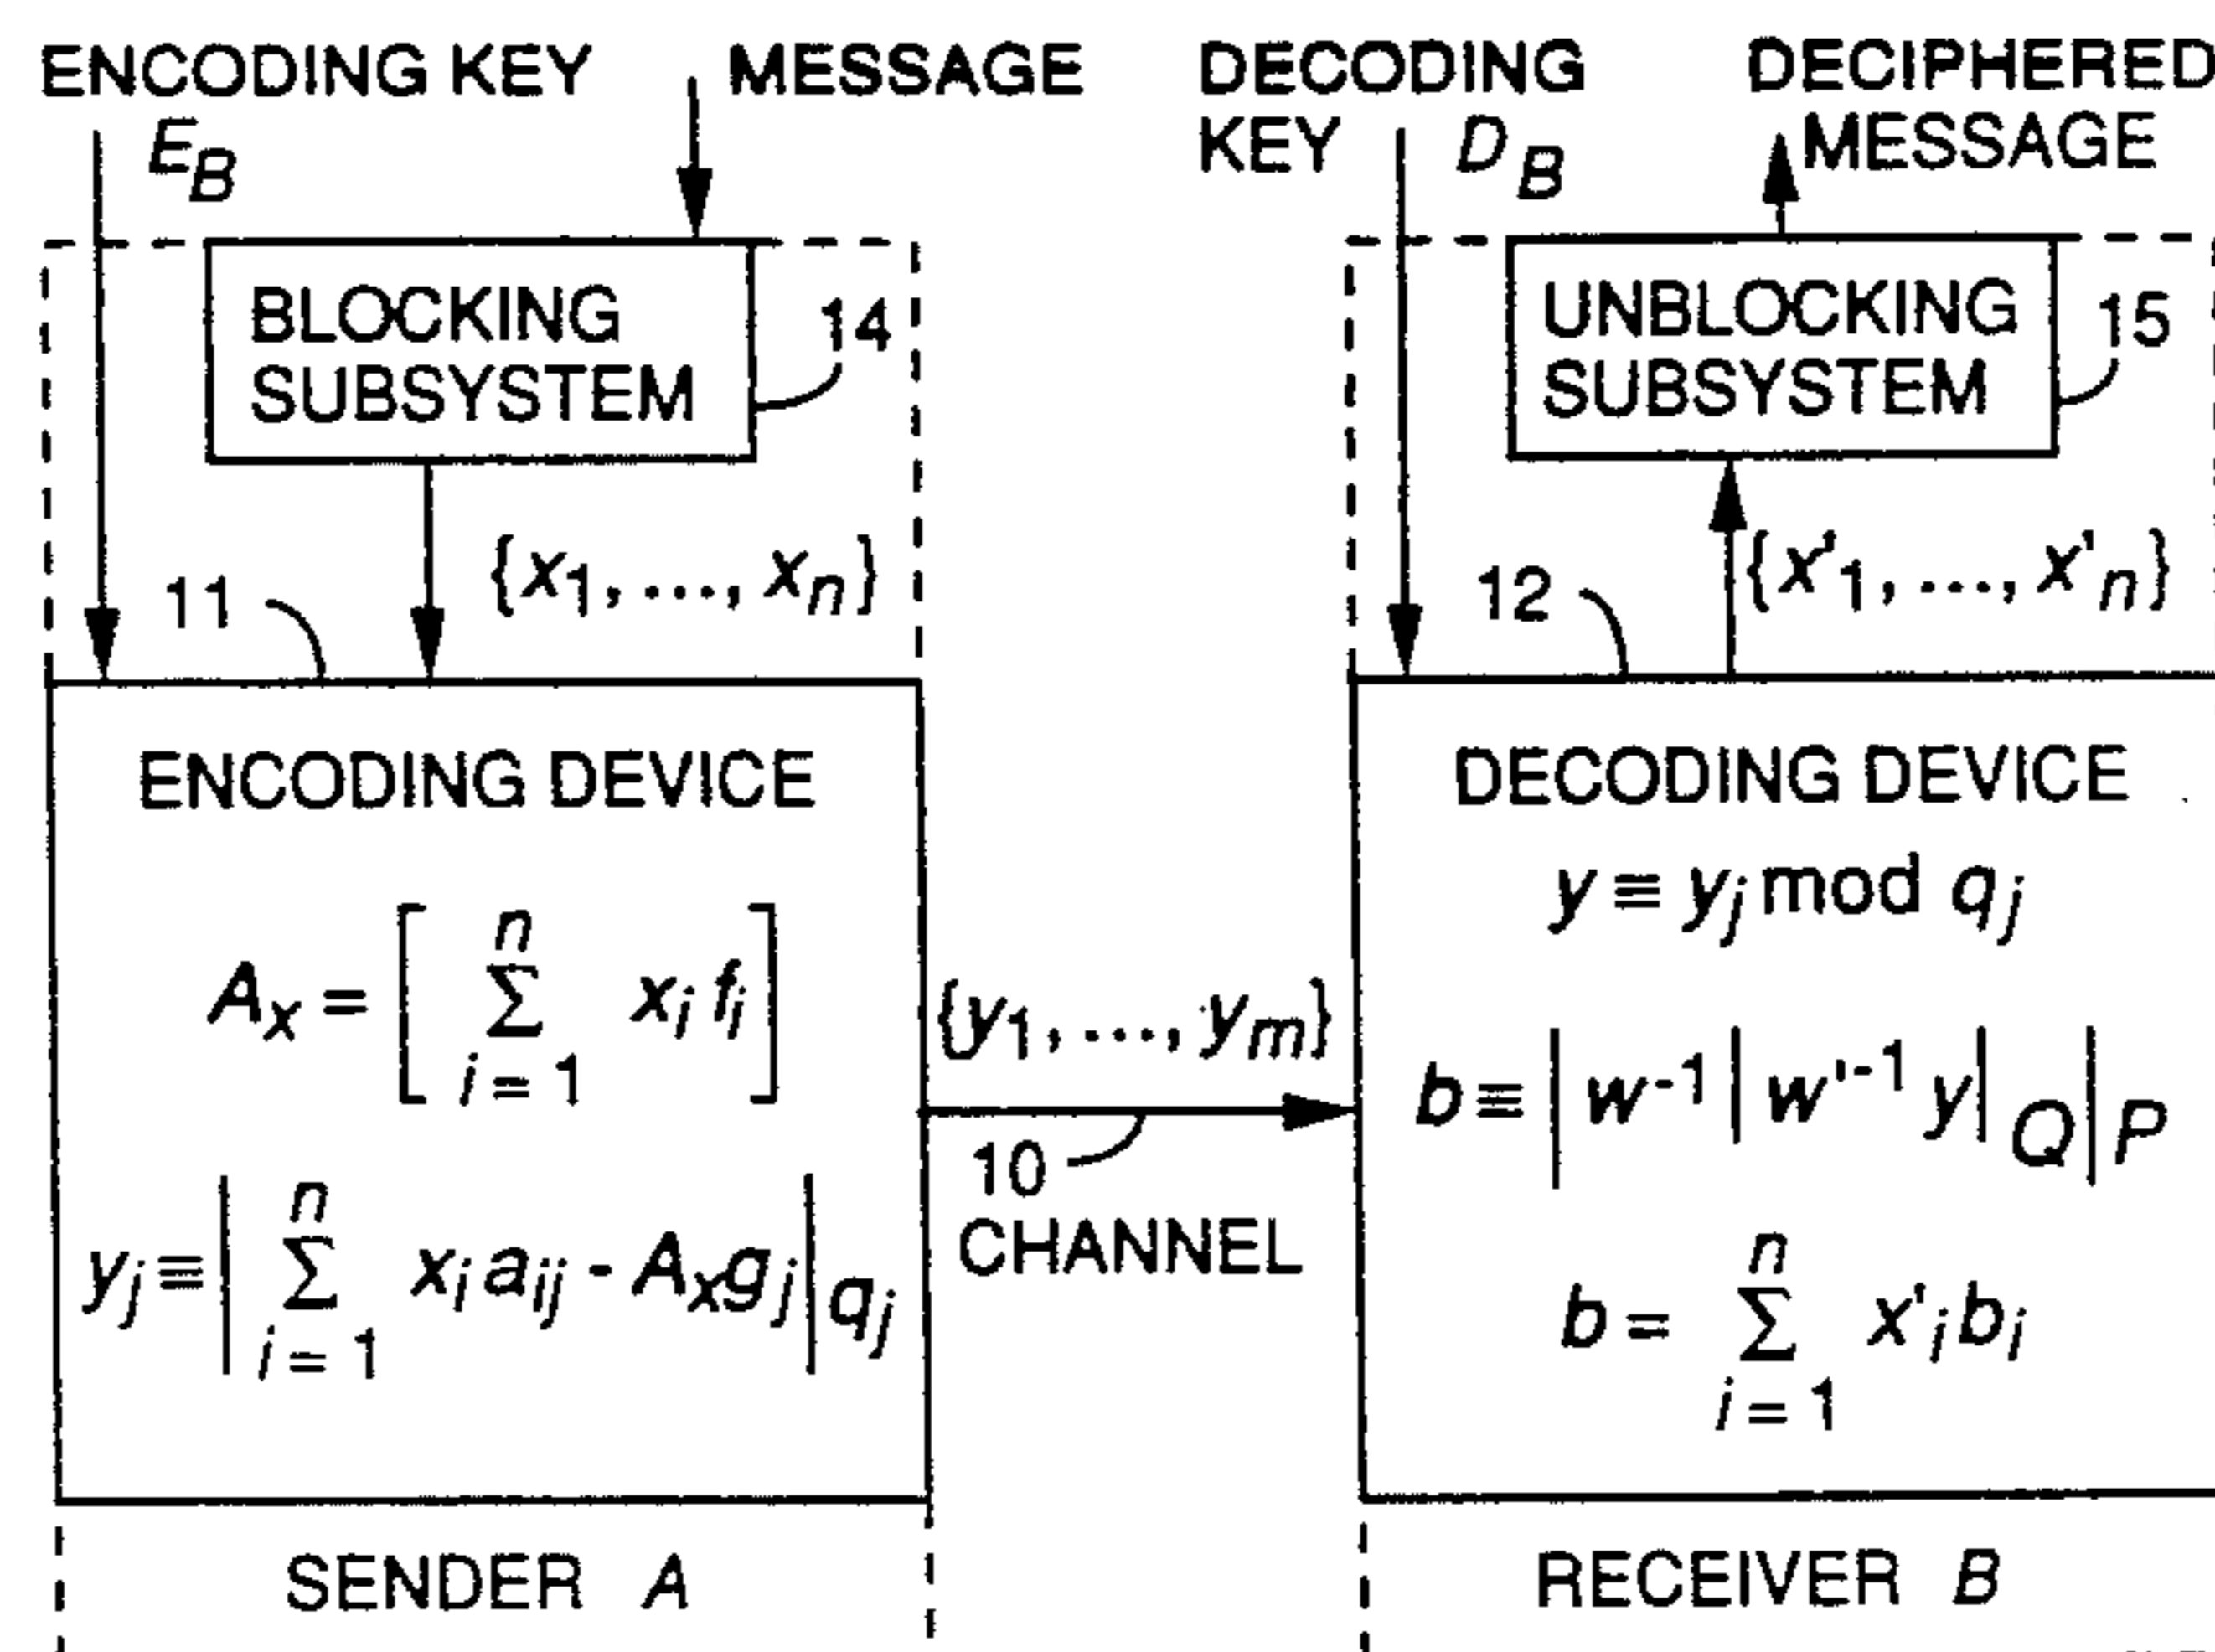 ENCODING KEY
E_B
MESSAGE
BLOCKING
SUBSYSTEM
14
11
{x_1, ..., x_n}
ENCODING DEVICE
A_x = [ Σ_{i=1}^{n} x_i f_i ]
y_j ≡ | Σ_{i=1}^{n} x_i a_{ij} - A_x g_j |_{q_j}
SENDER A
{y_1, ..., y_m}
10
CHANNEL
DECODING
KEY D_B
DECIPHERED
MESSAGE
UNBLOCKING
SUBSYSTEM
15
12
{x'_1, ..., x'_n}
DECODING DEVICE
y ≡ y_j mod q_j
b ≡ | w^{-1} | w'^{-1} y |_Q |_P
b = Σ_{i=1}^{n} x'_i b_i
RECEIVER B